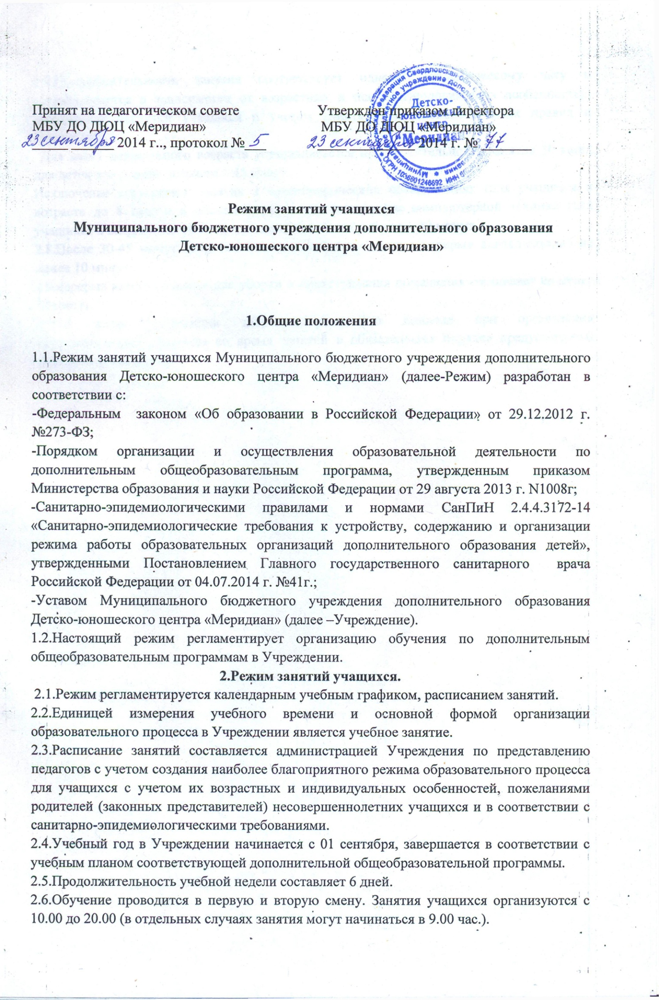 Принят на педагогическом совете Утвержден приказом директора
МБУ ДО ДЮЦ «Меридиан» МБУ ДО ДЮЦ «Меридиан»
23 сентября 2014 г.., протокол № 5 23 сентября 2014 г. № 77
Детско-
юношеский
центр
"Меридиан"
ОГРН 1036601246692 ИНН
Режим занятий учащихся
Муниципального бюджетного учреждения дополнительного образования
Детско-юношеского центра «Меридиан»
1.Общие положения
1.1.Режим занятий учащихся Муниципального бюджетного учреждения дополнительного
образования Детско-юношеского центра «Меридиан» (далее-Режим) разработан в
соответствии с:
-Федеральным законом «Об образовании в Российской Федерации» от 29.12.2012 г.
№273-ФЗ;
-Порядком организации и осуществления образовательной деятельности по
дополнительным общеобразовательным программа, утвержденным приказом
Министерства образования и науки Российской Федерации от 29 августа 2013 г. N1008г;
-Санитарно-эпидемиологическими правилами и нормами СанПиН 2.4.4.3172-14
«Санитарно-эпидемиологические требования к устройству, содержанию и организации
режима работы образовательных организаций дополнительного образования детей»,
утвержденными Постановлением Главного государственного санитарного врача
Российской Федерации от 04.07.2014 г. №41г.;
-Уставом Муниципального бюджетного учреждения дополнительного образования
Детско-юношеского центра «Меридиан» (далее –Учреждение).
1.2.Настоящий режим регламентирует организацию обучения по дополнительным
общеобразовательным программам в Учреждении.
2.Режим занятий учащихся.
2.1.Режим регламентируется календарным учебным графиком, расписанием занятий.
2.2.Единицей измерения учебного времени и основной формой организации
образовательного процесса в Учреждении является учебное занятие.
2.3.Расписание занятий составляется администрацией Учреждения по представлению
педагогов с учетом создания наиболее благоприятного режима образовательного процесса
для учащихся с учетом их возрастных и индивидуальных особенностей, пожеланиями
родителей (законных представителей) несовершеннолетних учащихся и в соответствии с
санитарно-эпидемиологическими требованиями.
2.4.Учебный год в Учреждении начинается с 01 сентября, завершается в соответствии с
учебным планом соответствующей дополнительной общеобразовательной программы.
2.5.Продолжительность учебной недели составляет 6 дней.
2.6.Обучение проводится в первую и вторую смену. Занятия учащихся организуются с
10.00 до 20.00 (в отдельных случаях занятия могут начинаться в 9.00 час.).